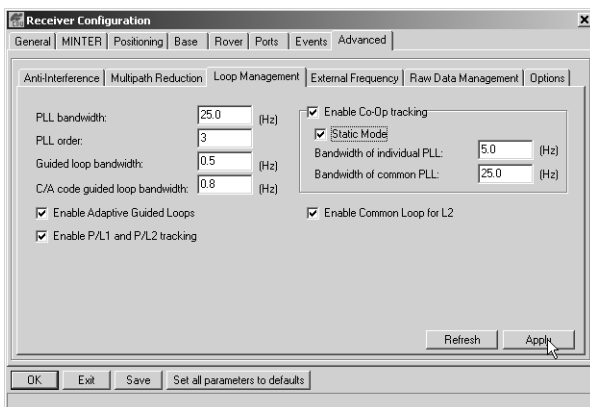 Receiver Configuration
General MINTER Positioning Base Rover Ports Events Advanced
Anti-Interference Multipath Reduction Loop Management External Frequency Raw Data Management Options
PLL bandwidth: 25.0 (Hz)
PLL order: 3
Guided loop bandwidth: 0.5 (Hz)
C/A code guided loop bandwidth: 0.8 (Hz)
Enable Adaptive Guided Loops
Enable P/L1 and P/L2 tracking
Enable Co-Op tracking
Static Mode
Bandwidth of individual PLL: 5.0 (Hz)
Bandwidth of common PLL: 25.0 (Hz)
Enable Common Loop for L2
Refresh Apply
OK Exit Save Set all parameters to defaults